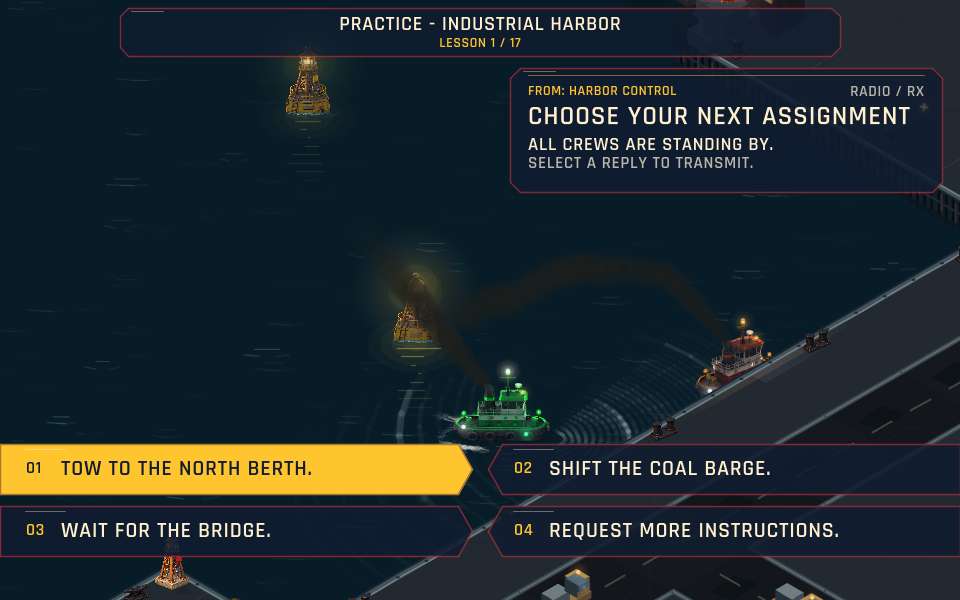 PRACTICE - INDUSTRIAL HARBOR
LESSON 1 / 17
FROM: HARBOR CONTROL
RADIO / RX
CHOOSE YOUR NEXT ASSIGNMENT
ALL CREWS ARE STANDING BY.
SELECT A REPLY TO TRANSMIT.
01 TOW TO THE NORTH BERTH.
02 SHIFT THE COAL BARGE.
03 WAIT FOR THE BRIDGE.
04 REQUEST MORE INSTRUCTIONS.